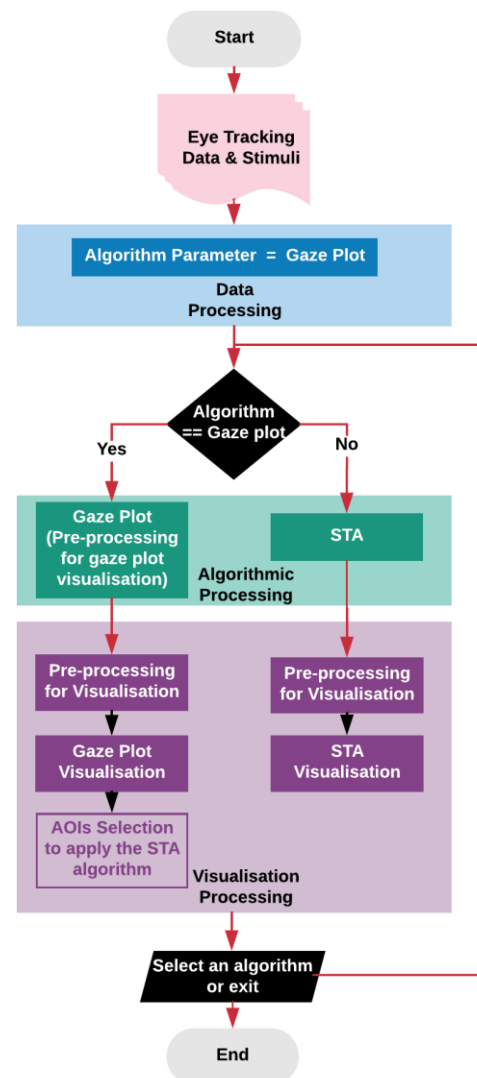 Start
Eye Tracking
Data & Stimuli
Algorithm Parameter = Gaze Plot
Data
Processing
Algorithm
== Gaze plot
Yes
No
Gaze Plot
(Pre-processing
for gaze plot
visualisation)
STA
Algorithmic
Processing
Pre-processing
for Visualisation
Pre-processing
for Visualisation
Gaze Plot
Visualisation
STA
Visualisation
AOIs Selection
to apply the STA
algorithm
Visualisation
Processing
Select an algorithm
or exit
End